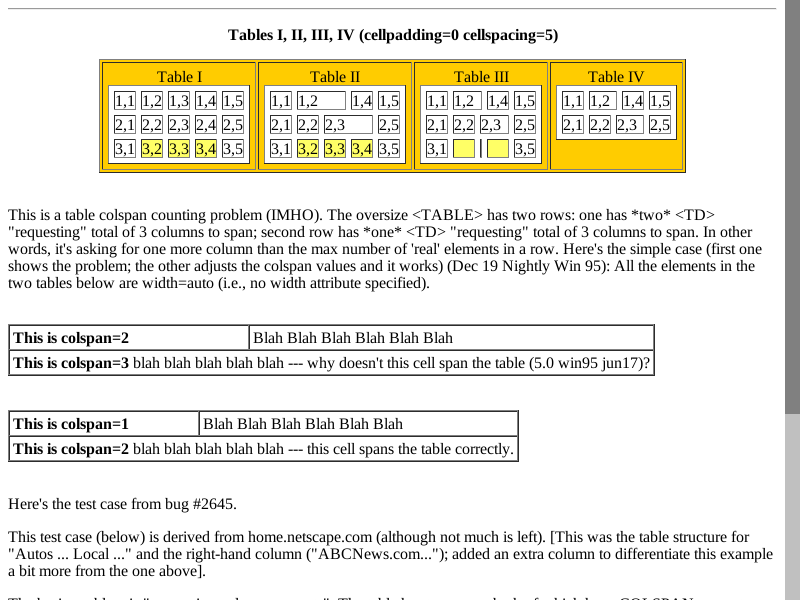 Tables I, II, III, IV (cellpadding=0 cellspacing=5)
Table I Table II Table III Table IV
1,1 1,2 1,3 1,4 1,5 1,1 1,2 1,4 1,5 1,1 1,2 1,4 1,5 1,1 1,2 1,4 1,5
2,1 2,2 2,3 2,4 2,5 2,1 2,2 2,3 2,5 2,1 2,2 2,3 2,5 2,1 2,2 2,3 2,5
3,1 3,2 3,3 3,4 3,5 3,1 3,2 3,3 3,4 3,5 3,1 3,5
This is a table colspan counting problem (IMHO). The oversize <TABLE> has two rows: one has *two* <TD>
"requesting" total of 3 columns to span; second row has *one* <TD> "requesting" total of 3 columns to span. In other
words, it's asking for one more column than the max number of 'real' elements in a row. Here's the simple case (first one
shows the problem; the other adjusts the colspan values and it works) (Dec 19 Nightly Win 95): All the elements in the
two tables below are width=auto (i.e., no width attribute specified).
This is colspan=2 Blah Blah Blah Blah Blah Blah
This is colspan=3 blah blah blah blah blah --- why doesn't this cell span the table (5.0 win95 jun17)?
This is colspan=1 Blah Blah Blah Blah Blah Blah
This is colspan=2 blah blah blah blah blah --- this cell spans the table correctly.
Here's the test case from bug #2645.
This test case (below) is derived from home.netscape.com (although not much is left). [This was the table structure for
"Autos ... Local ..." and the right-hand column ("ABCNews.com..."); added an extra column to differentiate this example
a bit more from the one above].